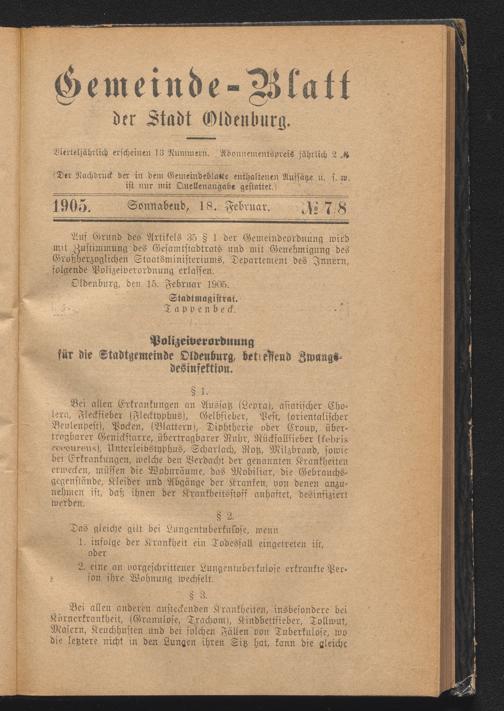 Gemeinde-Blatt
der Stadt Oldenburg.
Vierteljährlich erscheinen 13 Nummern. Abonnementspreis jährlich 2 ℳ
(Der Nachdruck der in dem Gemeindeblatte enthaltenen Aufsätze u. s. w.
ist nur mit Quellenangabe gestattet.)
1905. Sonnabend, 18. Februar. № 7/8
Auf Grund des Artikels 35 § 1 der Gemeindeordnung wird
mit Zustimmung des Gesamtstadtrats und mit Genehmigung des
Großherzoglichen Staatsministeriums, Departement des Innern,
folgende Polizeiverordnung erlassen.
Oldenburg, den 15. Februar 1905.
Stadtmagistrat.
Tappenbeck.
Polizeiverordnung
für die Stadtgemeinde Oldenburg, betreffend Zwangs-
desinfektion.
§ 1.
Bei allen Erkrankungen an Aussatz (Lepra), asiatischer Cho-
lera, Fleckfieber (Flecktyphus), Gelbfieber, Pest (orientalischer
Beulenpest), Pocken, (Blattern), Diphtherie oder Croup, über-
tragbarer Genickstarre, übertragbarer Ruhr, Rückfallfieber (febris
recurrens), Unterleibstyphus, Scharlach, Rotz, Milzbrand, sowie
bei Erkrankungen, welche den Verdacht der genannten Krankheiten
erwecken, müssen die Wohnräume, das Mobiliar, die Gebrauchs-
gegenstände, Kleider und Abgänge der Kranken, von denen anzu-
nehmen ist, daß ihnen der Krankheitsstoff anhaftet, desinfiziert
werden.
§ 2.
Das gleiche gilt bei Lungentuberkulose, wenn
1. infolge der Krankheit ein Todesfall eingetreten ist,
oder
2. eine an vorgeschrittener Lungentuberkulose erkrankte Per-
son ihre Wohnung wechselt.
§ 3.
Bei allen anderen ansteckenden Krankheiten, insbesondere bei
Körnerkrankheit, (Granulose, Trachom), Kindbettfieber, Tollwut,
Masern, Keuchhusten und bei solchen Fällen von Tuberkulose, wo
die letztere nicht in den Lungen ihren Sitz hat, kann die gleiche